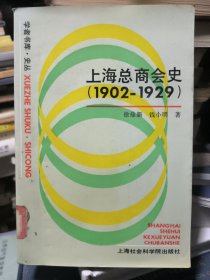 学者书库·史丛 XUEZHE SHUKU · SHICONG
上海总商会史
(1902-1929)
徐鼎新 钱小明 著
SHANGHAI
SHEHUI
KEXUEYUAN
CHUBANSHE
上海社会科学院出版社